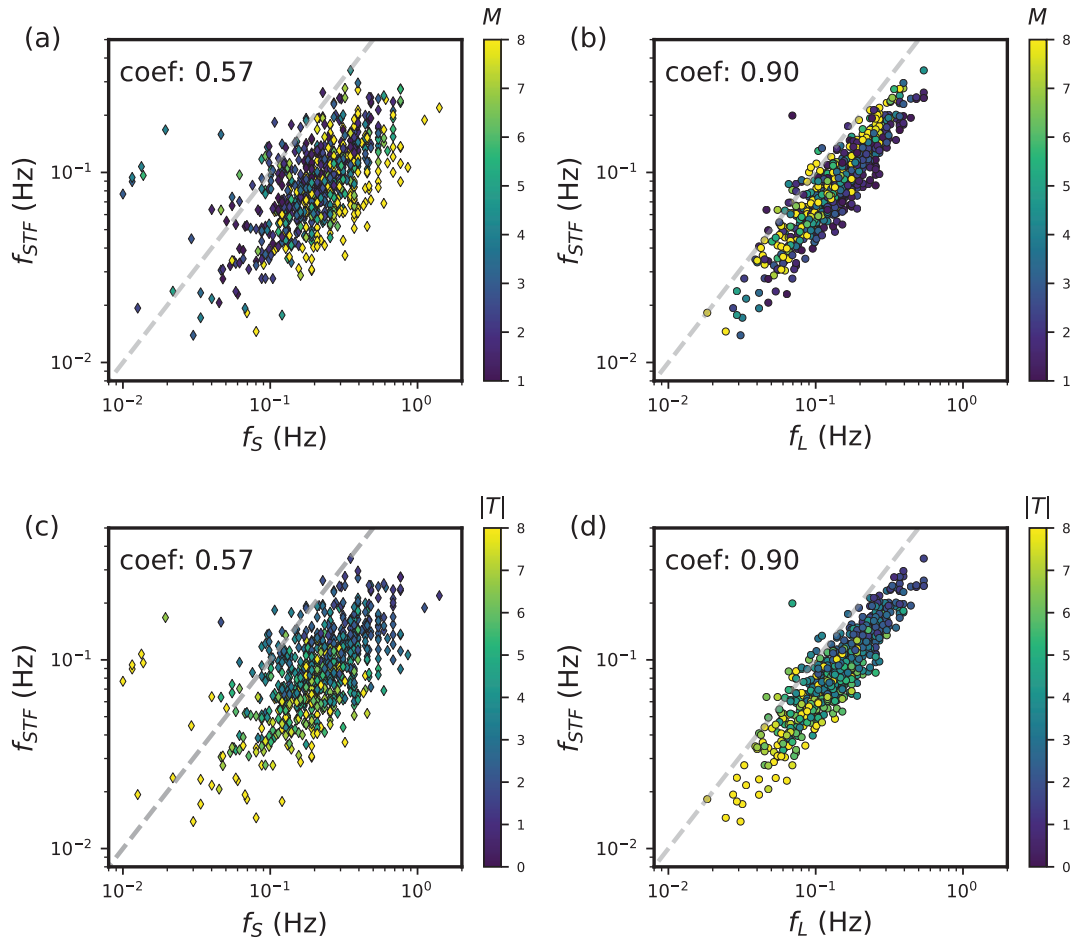 (a)
M
coef: 0.57
f_STF (Hz)
10^-1
10^-2
10^-2
10^-1
10^0
f_S (Hz)
8
7
6
5
4
3
2
1
(b)
M
coef: 0.90
f_STF (Hz)
10^-1
10^-2
10^-2
10^-1
10^0
f_L (Hz)
8
7
6
5
4
3
2
1
(c)
|T|
coef: 0.57
f_STF (Hz)
10^-1
10^-2
10^-2
10^-1
10^0
f_S (Hz)
8
7
6
5
4
3
2
1
0
(d)
|T|
coef: 0.90
f_STF (Hz)
10^-1
10^-2
10^-2
10^-1
10^0
f_L (Hz)
8
7
6
5
4
3
2
1
0